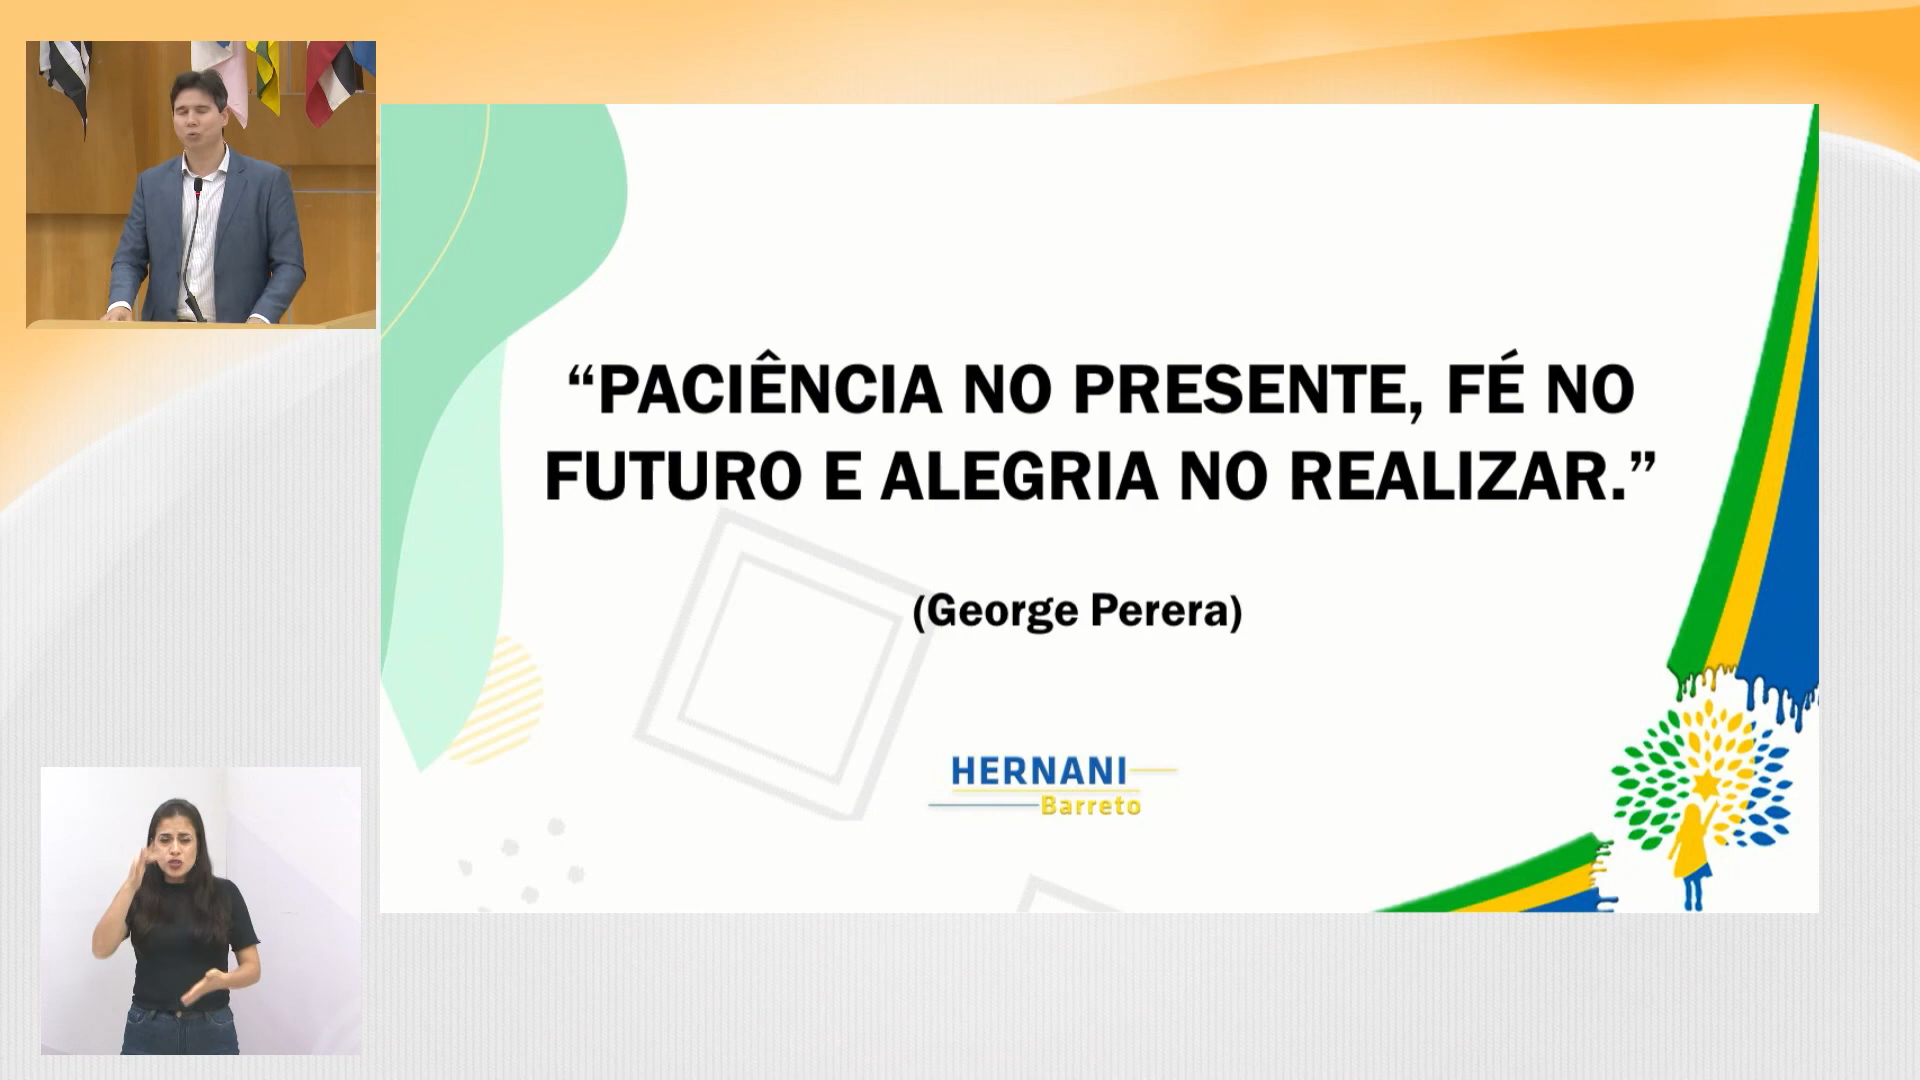 “PACIÊNCIA NO PRESENTE, FÉ NO
FUTURO E ALEGRIA NO REALIZAR.”
(George Perera)
HERNANI
Barreto